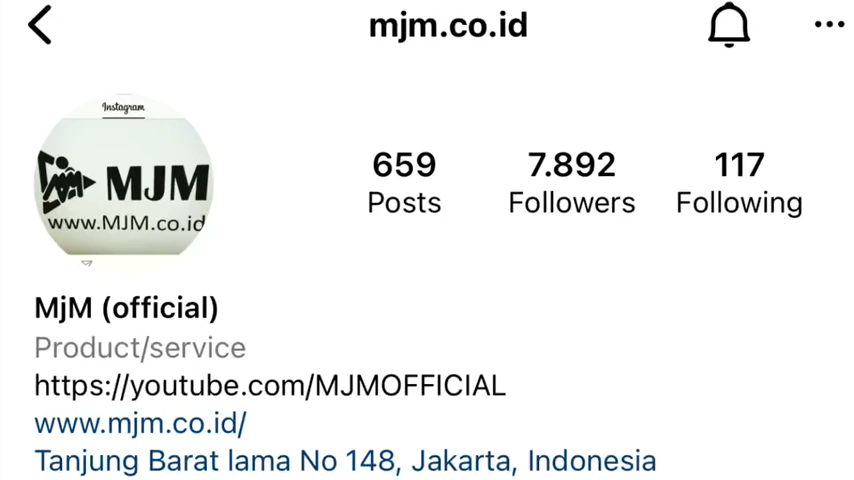 mjm.co.id
Instagram
MJM
www.MJM.co.id
659 7.892 117
Posts Followers Following
MjM (official)
Product/service
https://youtube.com/MJMOFFICIAL
www.mjm.co.id/
Tanjung Barat lama No 148, Jakarta, Indonesia